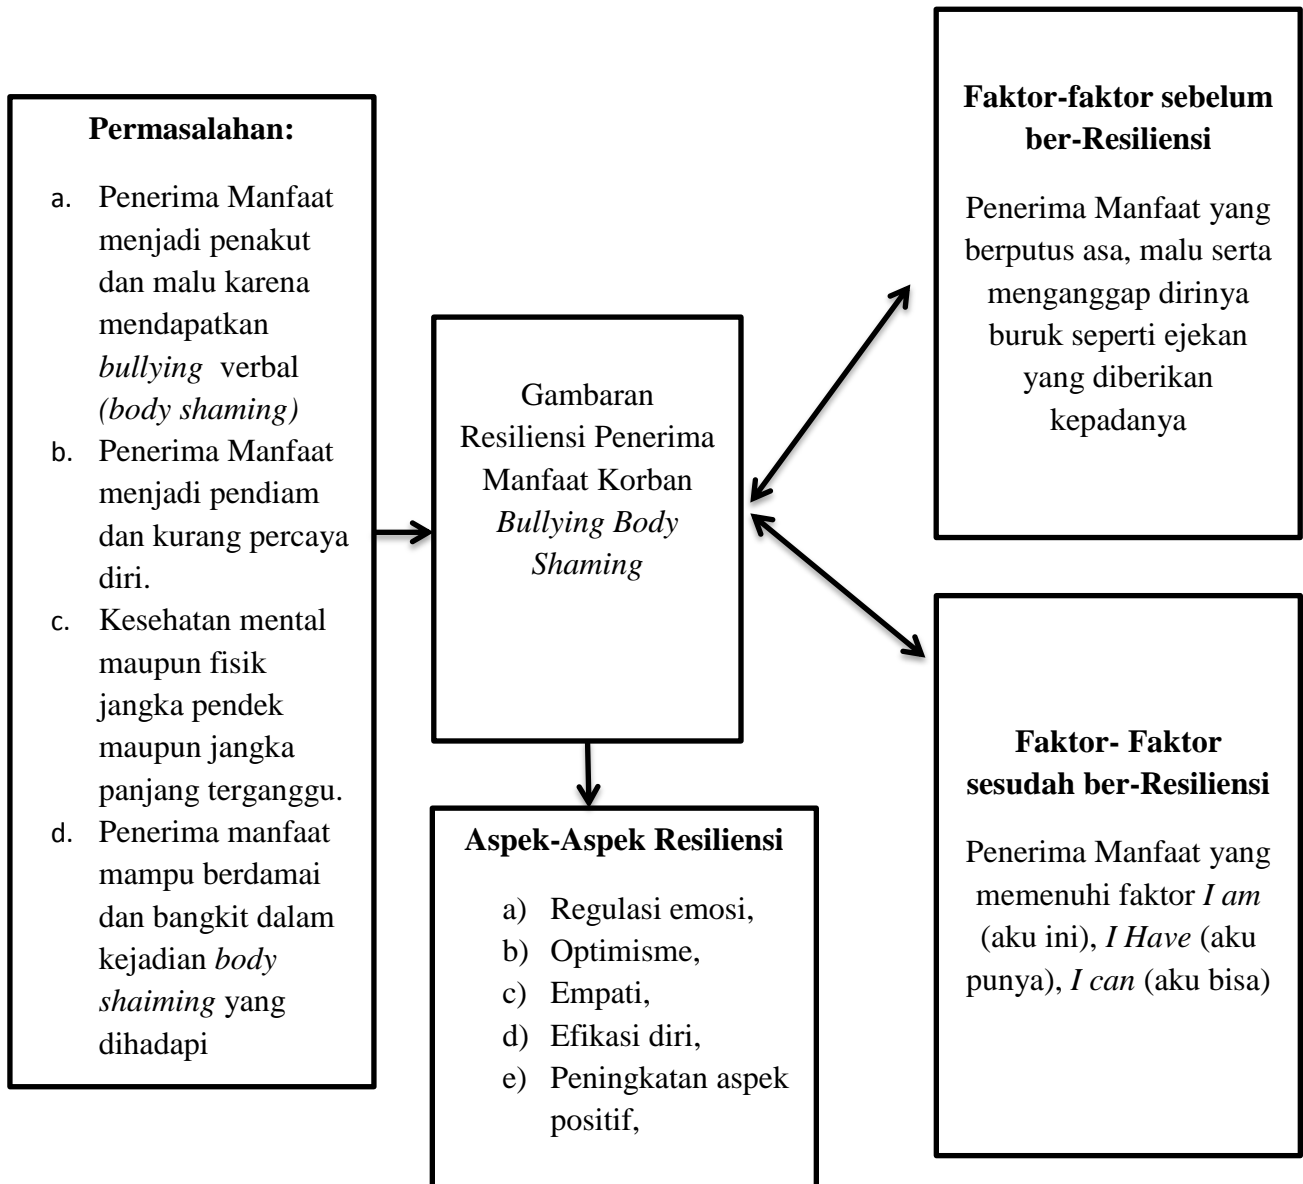 Permasalahan:
a. Penerima Manfaat
menjadi penakut
dan malu karena
mendapatkan
bullying verbal
(body shaming)
b. Penerima Manfaat
menjadi pendiam
dan kurang percaya
diri.
c. Kesehatan mental
maupun fisik
jangka pendek
maupun jangka
panjang terganggu.
d. Penerima manfaat
mampu berdamai
dan bangkit dalam
kejadian body
shaiming yang
dihadapi
Gambaran
Resiliensi Penerima
Manfaat Korban
Bullying Body
Shaming
Aspek-Aspek Resiliensi
a) Regulasi emosi,
b) Optimisme,
c) Empati,
d) Efikasi diri,
e) Peningkatan aspek
positif,
Faktor-faktor sebelum
ber-Resiliensi
Penerima Manfaat yang
berputus asa, malu serta
menganggap dirinya
buruk seperti ejekan
yang diberikan
kepadanya
Faktor- Faktor
sesudah ber-Resiliensi
Penerima Manfaat yang
memenuhi faktor I am
(aku ini), I Have (aku
punya), I can (aku bisa)